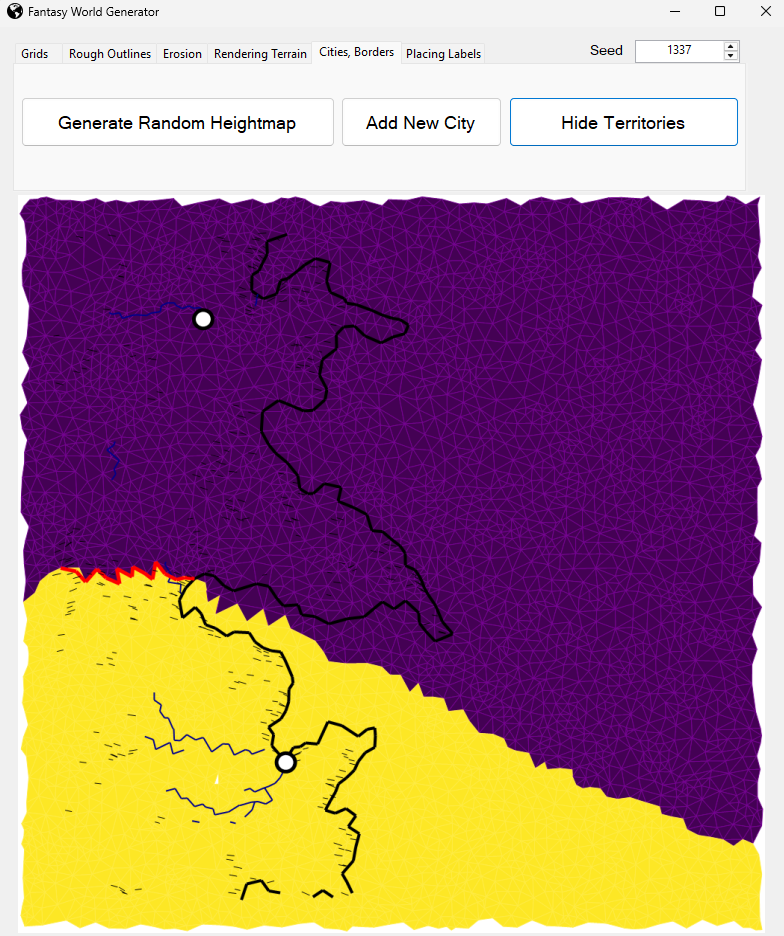 Fantasy World Generator
Grids Rough Outlines Erosion Rendering Terrain Cities, Borders Placing Labels Seed 1337
Generate Random Heightmap Add New City Hide Territories